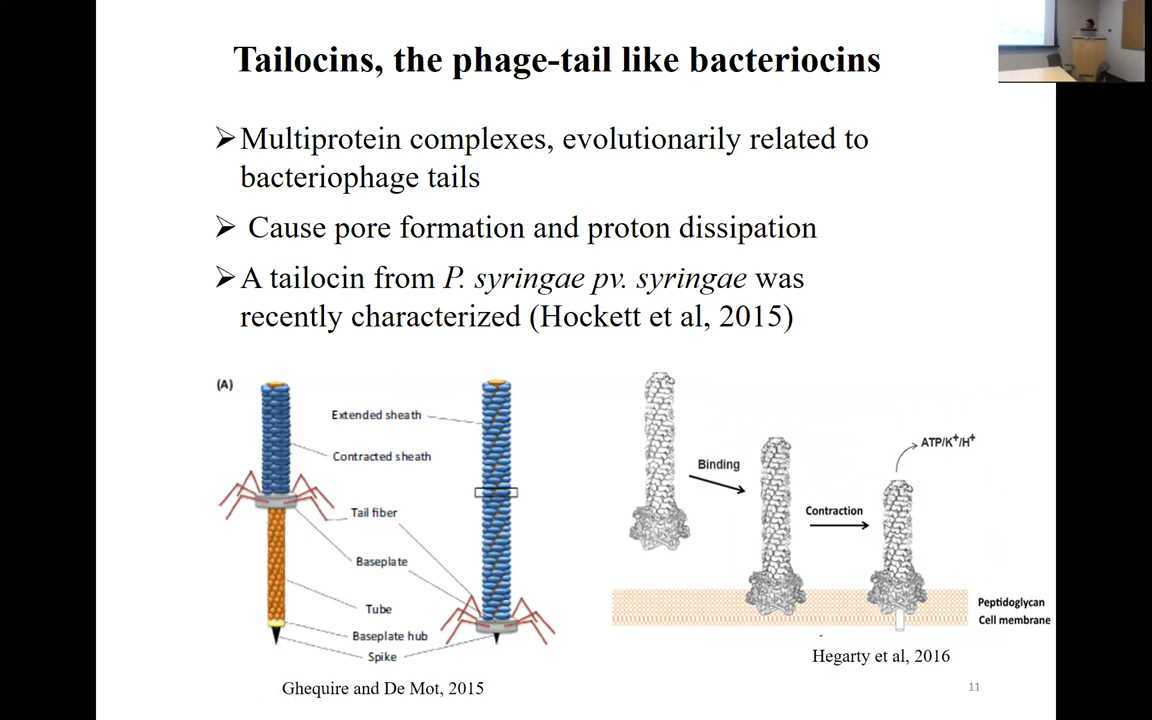 Tailocins, the phage-tail like bacteriocins
➢Multiprotein complexes, evolutionarily related to
bacteriophage tails
➢ Cause pore formation and proton dissipation
➢A tailocin from P. syringae pv. syringae was
recently characterized (Hockett et al, 2015)
(A)
Extended sheath
Contracted sheath
Tail fiber
Baseplate
Tube
Baseplate hub
Spike
Ghequire and De Mot, 2015
Binding
Contraction
ATP/K⁺/H⁺
Peptidoglycan
Cell membrane
Hegarty et al, 2016
11